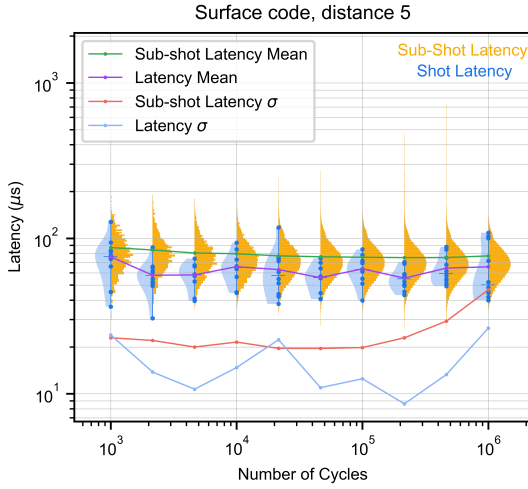 Surface code, distance 5
Sub-shot Latency Mean
Latency Mean
Sub-shot Latency σ
Latency σ
Sub-Shot Latency
Shot Latency
Latency (μs)
10³
10²
10¹
10³
10⁴
10⁵
10⁶
Number of Cycles